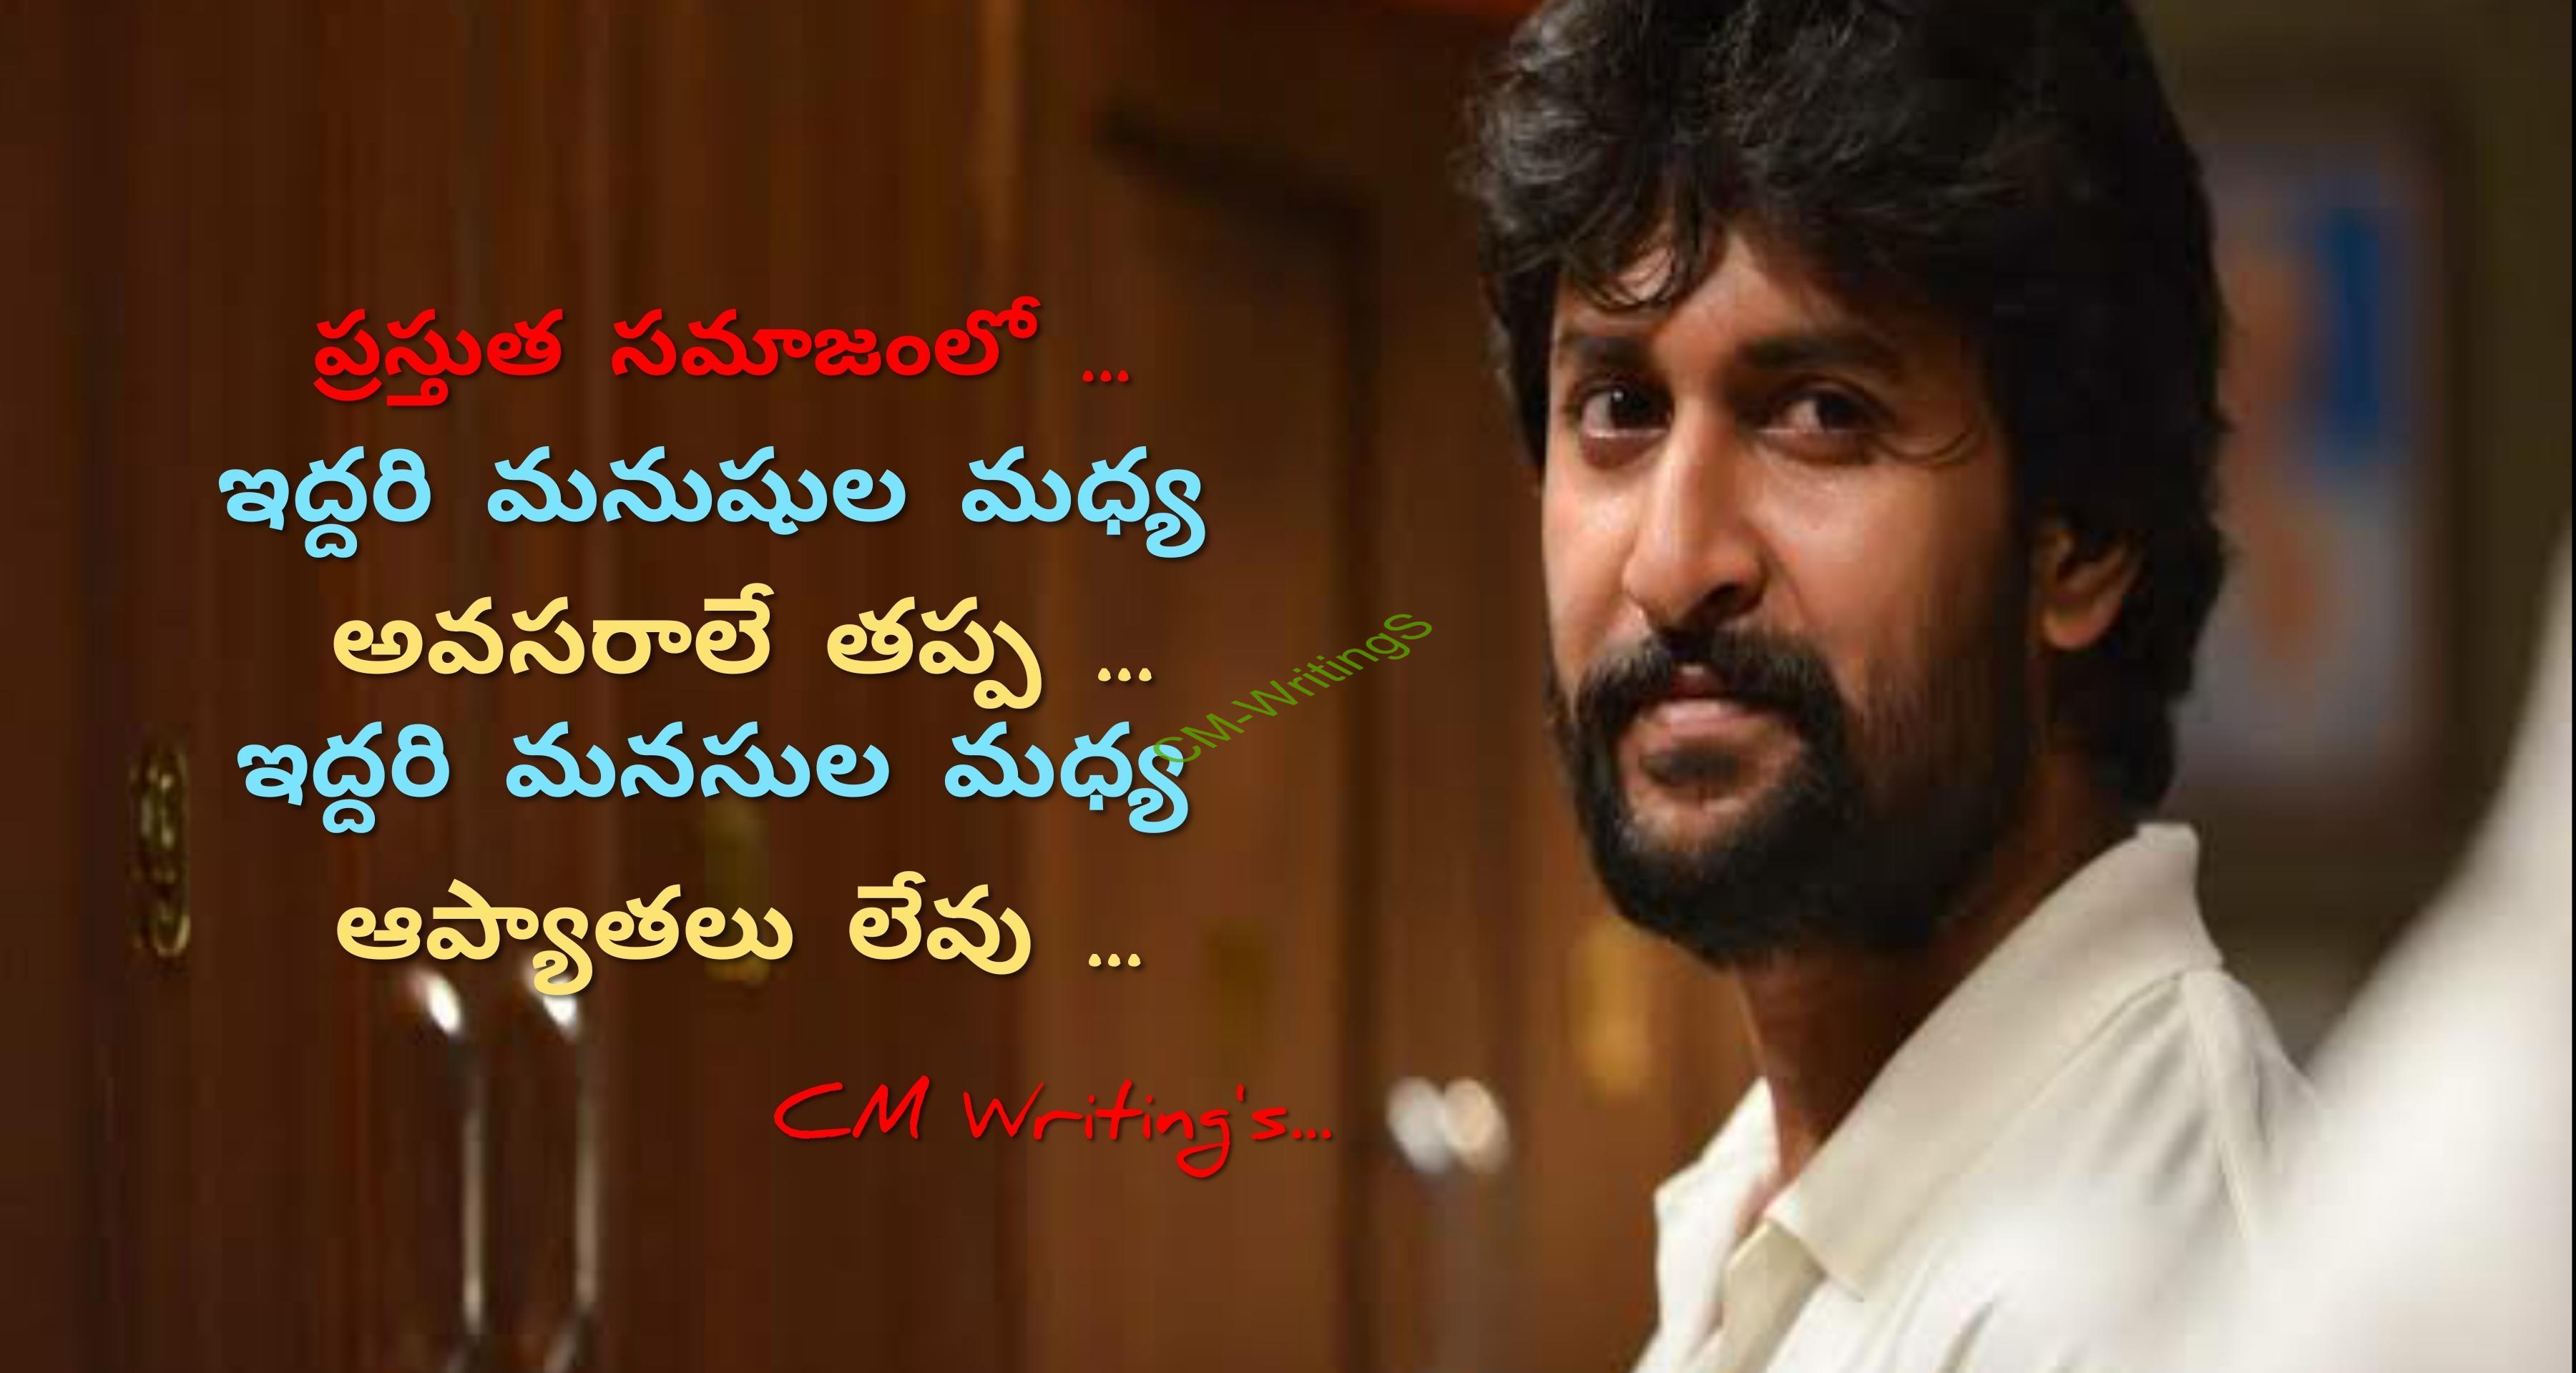 ప్రస్తుత సమాజంలో ...
ఇద్దరి మనుషుల మధ్య
అవసరాలే తప్ప ...
ఇద్దరి మనసుల మధ్య
ఆప్యాతలు లేవు ...
CM-WritingS
CM Writing's...